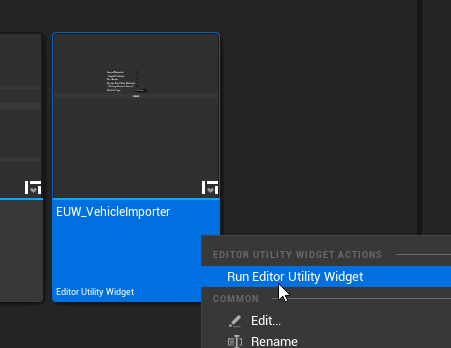 EUW_VehicleImporter
Editor Utility Widget
EDITOR UTILITY WIDGET ACTIONS
Run Editor Utility Widget
COMMON
Edit...
Rename